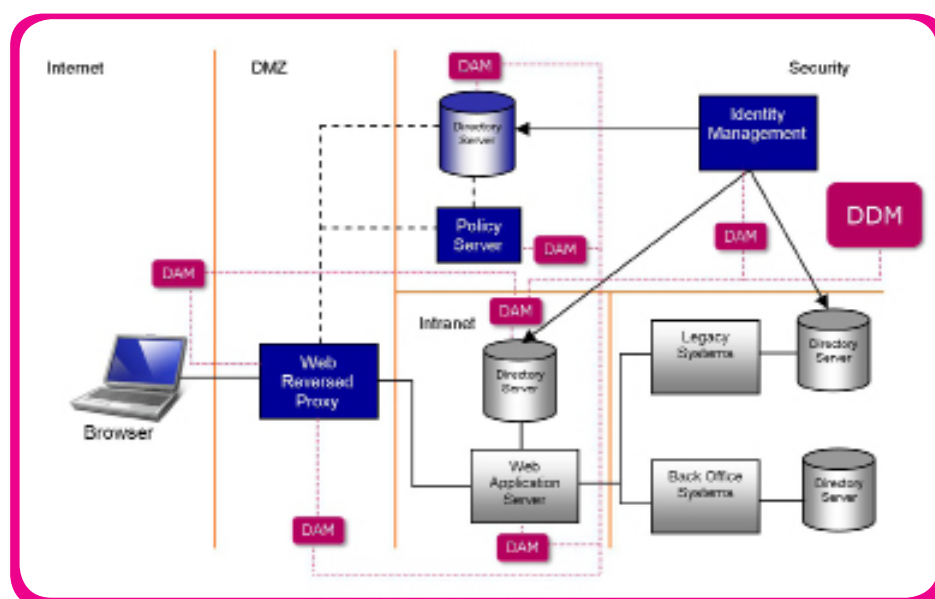 Internet
DMZ
Security
DAM
Directory
Server
Identity
Management
Policy
Server
DAM
DAM
DDM
DAM
DAM
Intranet
Web
Reversed
Proxy
Directory
Server
Legacy
Systems
Directory
Server
Browser
Web
Application
Server
Back Office
Systems
Directory
Server
DAM
DAM